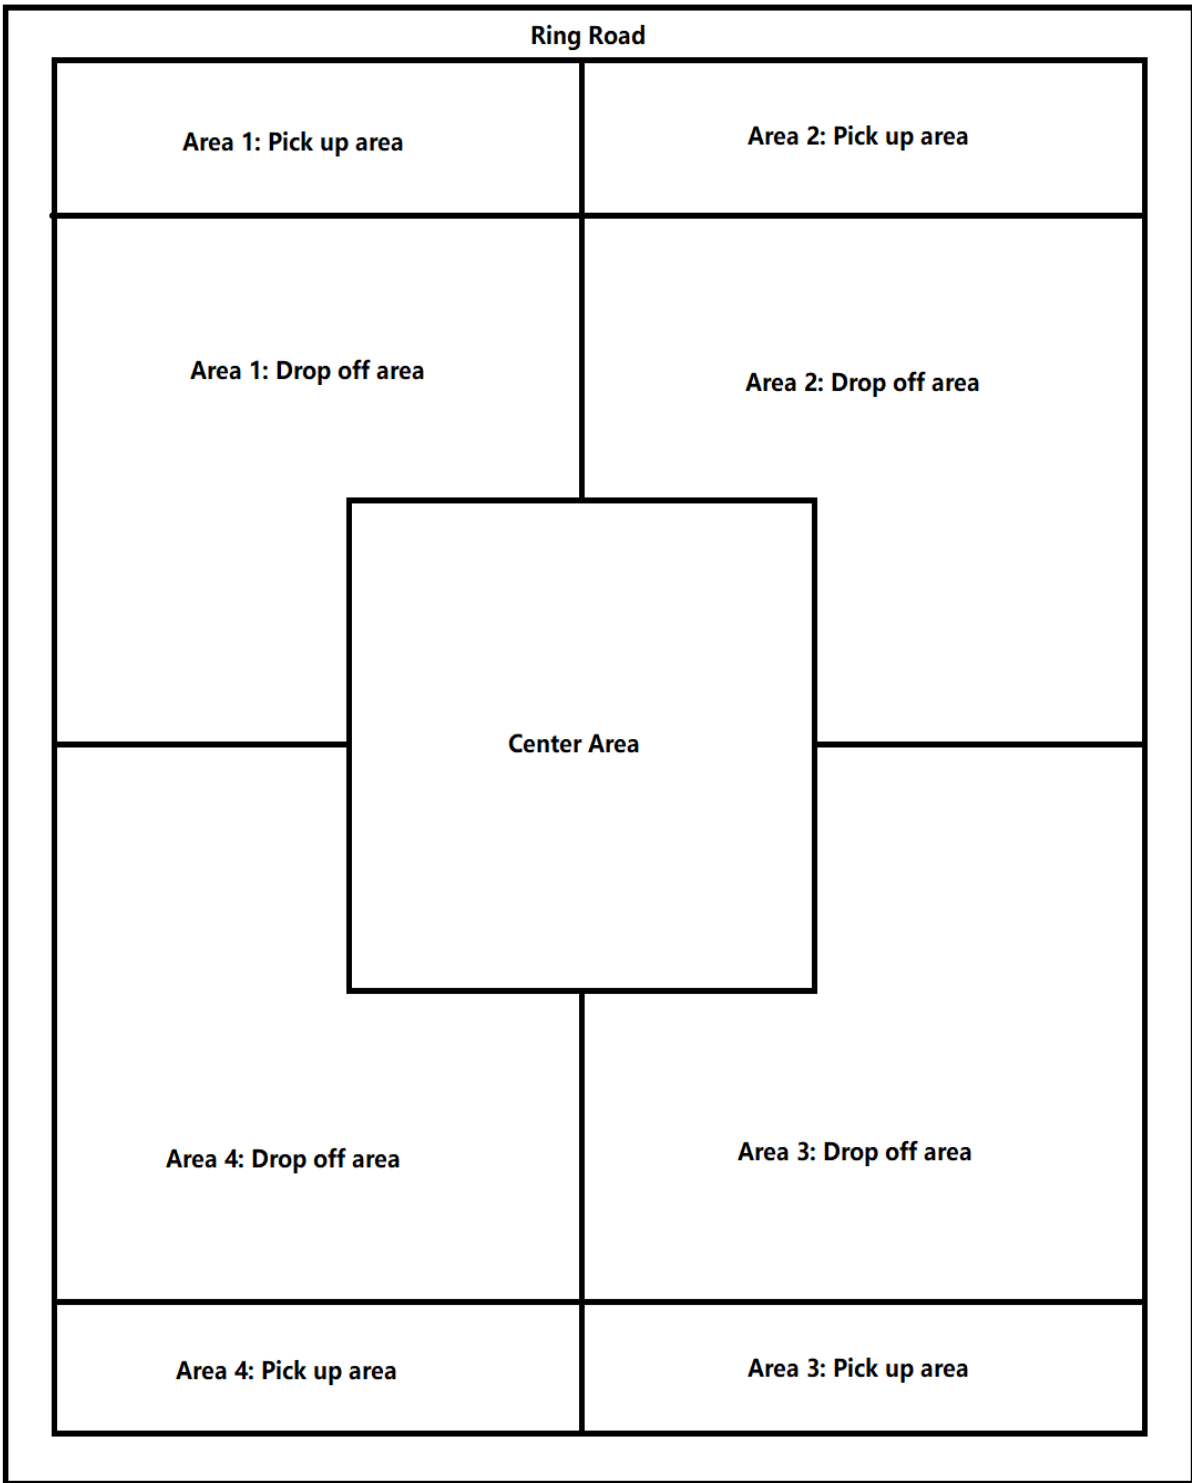 Ring Road
Area 1: Pick up area
Area 2: Pick up area
Area 1: Drop off area
Area 2: Drop off area
Center Area
Area 4: Drop off area
Area 3: Drop off area
Area 4: Pick up area
Area 3: Pick up area